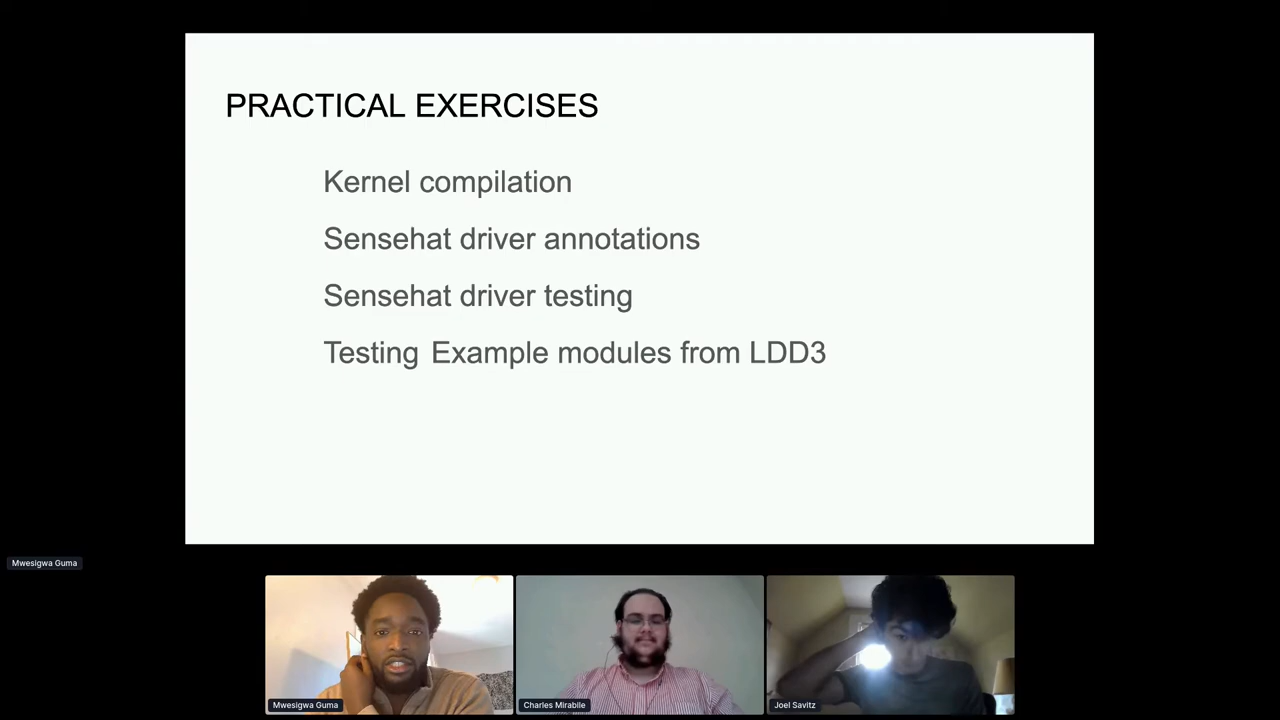 PRACTICAL EXERCISES
Kernel compilation
Sensehat driver annotations
Sensehat driver testing
Testing Example modules from LDD3
Mwesigwa Guma
Mwesigwa Guma
Charles Mirabile
Joel Savitz